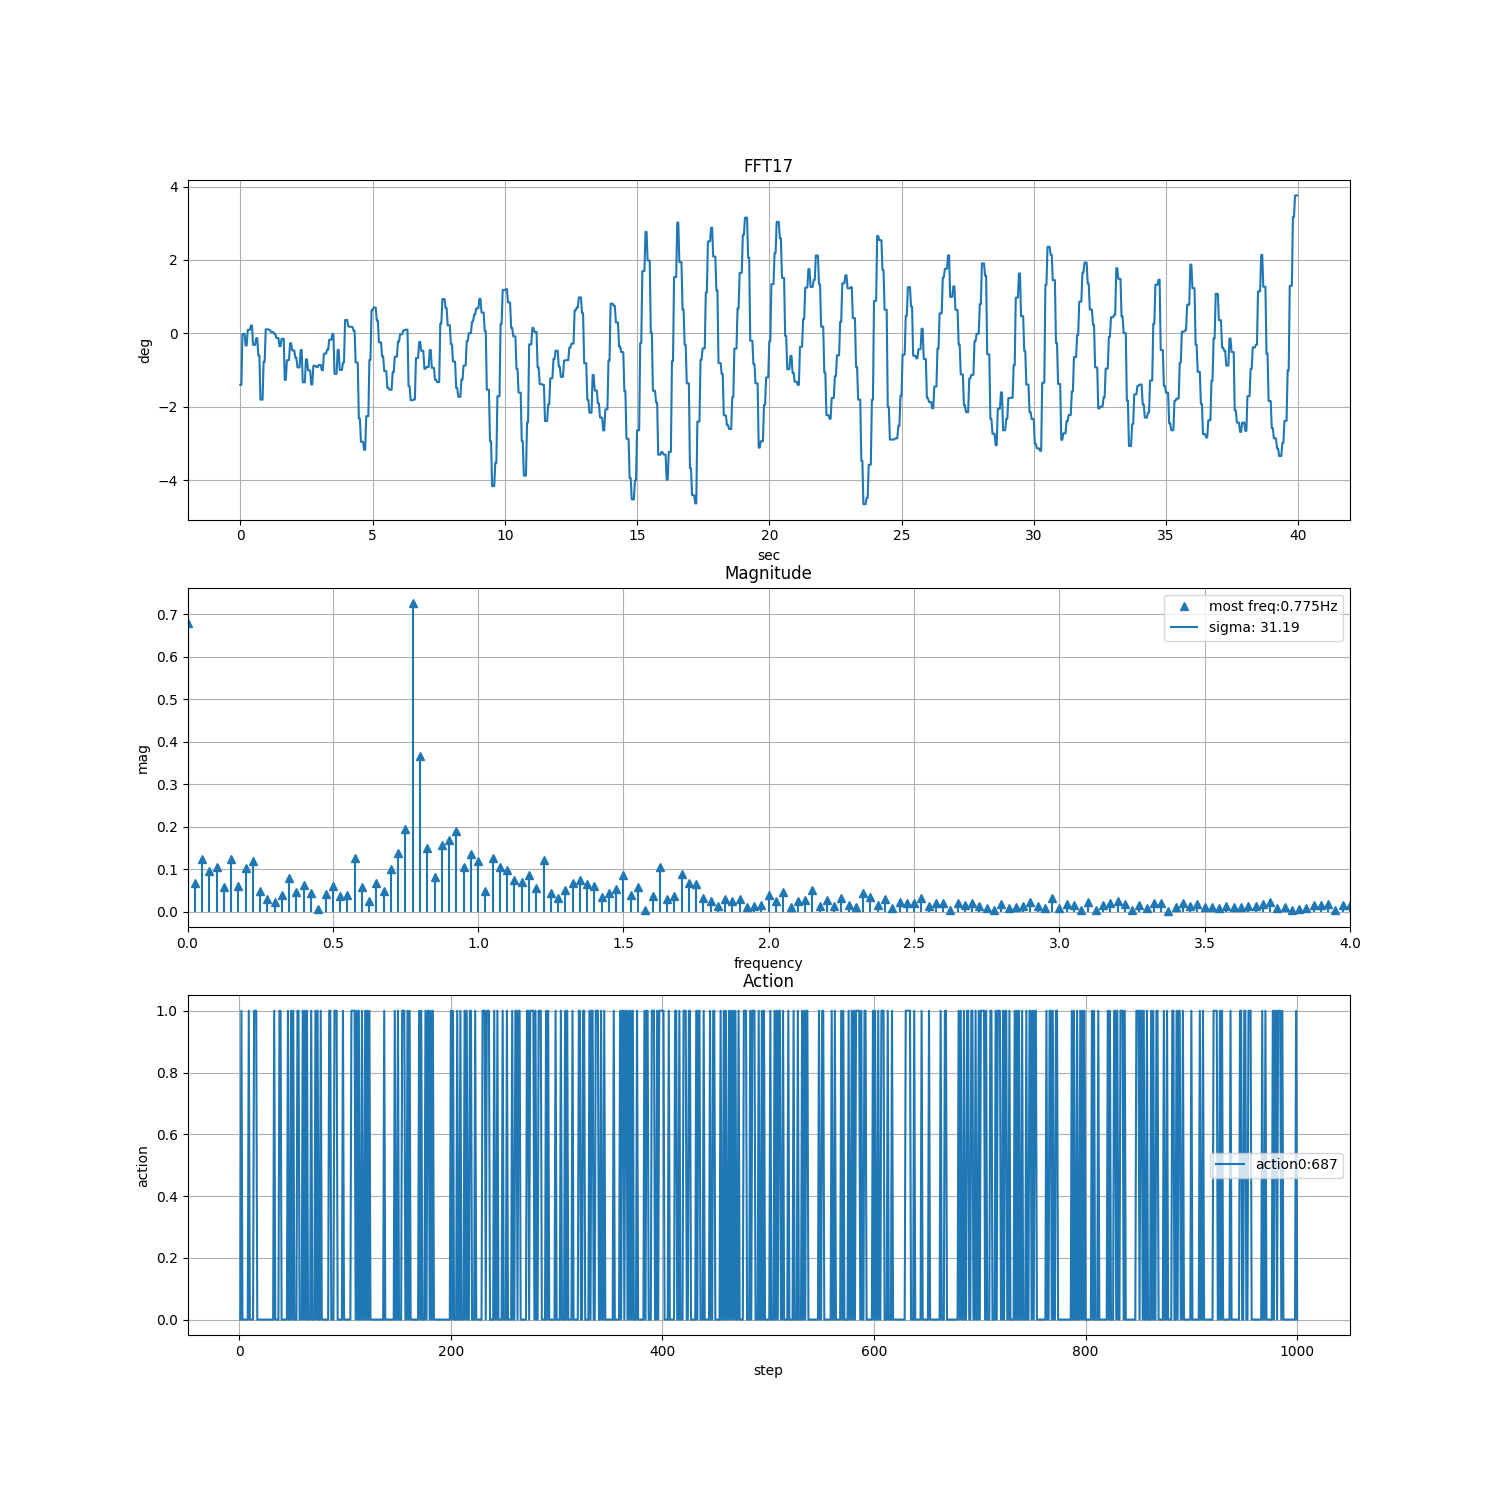 FFT17
4
2
0
−2
−4
deg
0 5 10 15 20 25 30 35 40
sec
Magnitude
0.7
0.6
0.5
0.4
0.3
0.2
0.1
0.0
mag
most freq:0.775Hz
sigma: 31.19
0.0 0.5 1.0 1.5 2.0 2.5 3.0 3.5 4.0
frequency
Action
1.0
0.8
0.6
0.4
0.2
0.0
action
action0:687
0 200 400 600 800 1000
step